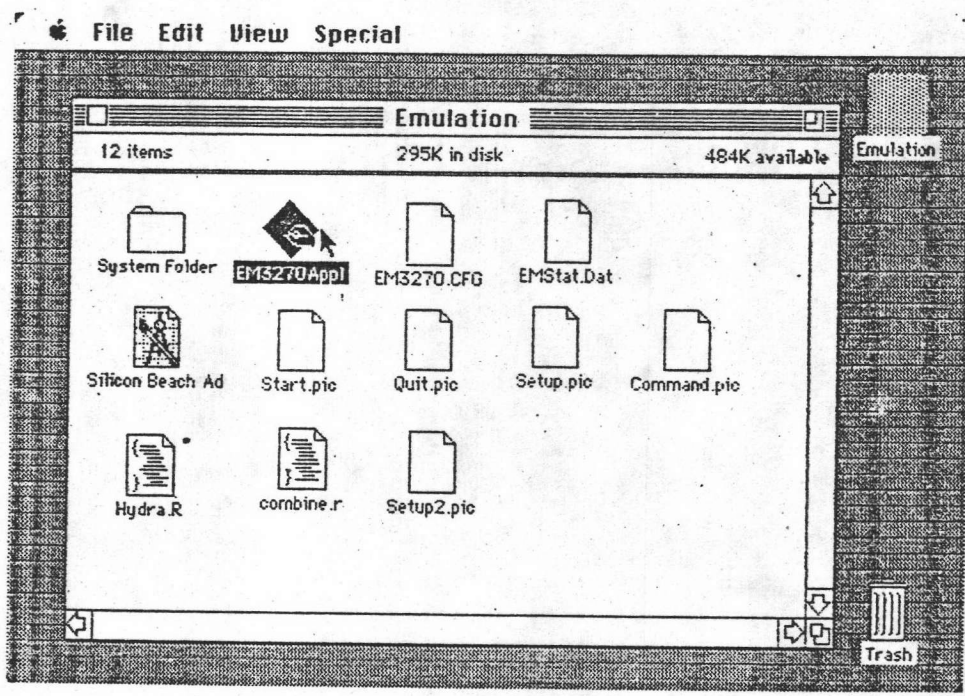 File Edit View Special
Emulation
12 items 295K in disk 484K available
Emulation
System Folder EM3270Appl EM3270.CFG EMStat.Dat
Silicon Beach Ad Start.pic Quit.pic Setup.pic Command.pic
Hydra.R combine.r Setup2.pic
Trash